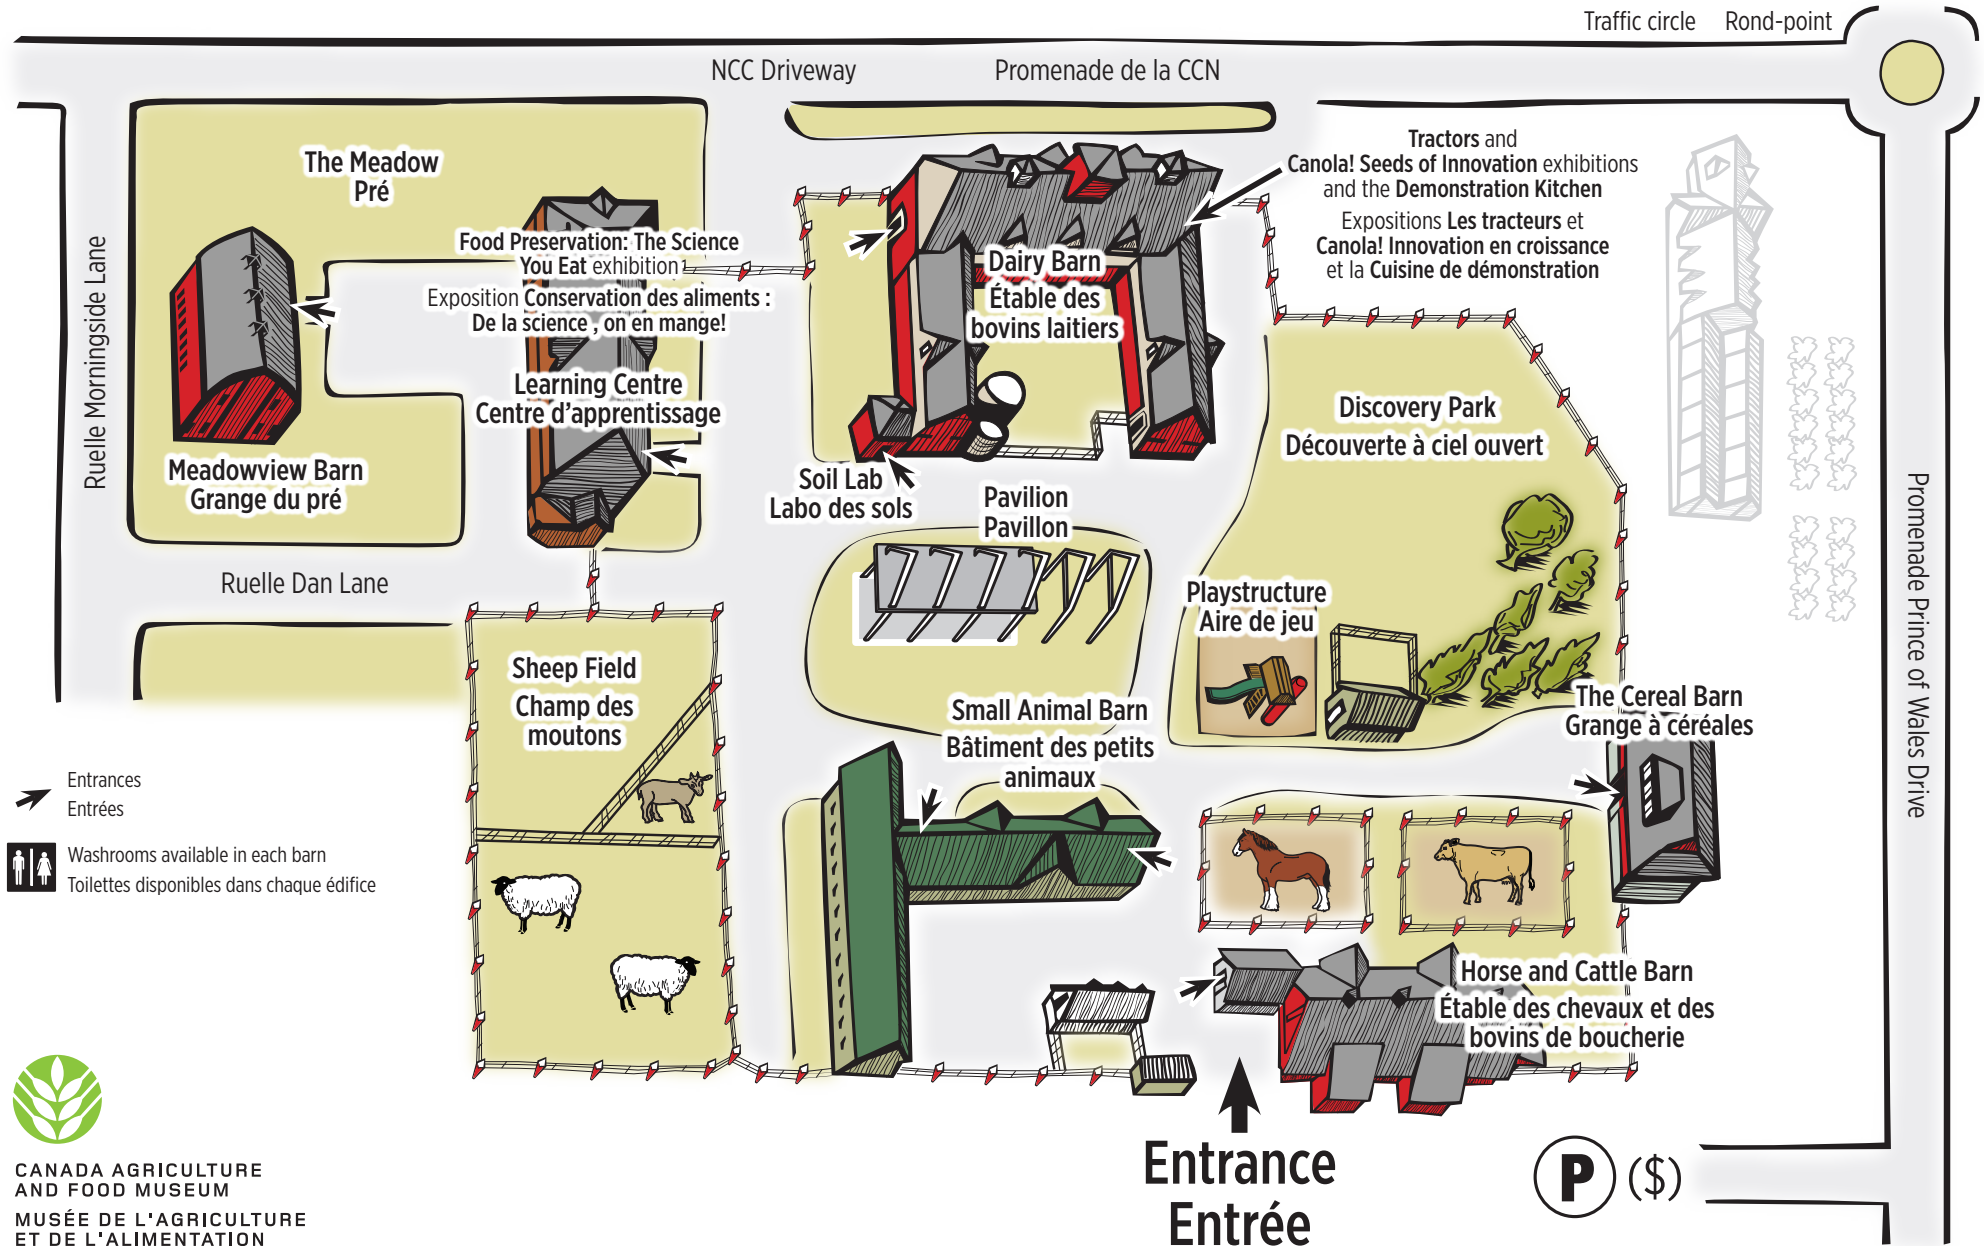 Traffic circle Rond-point
NCC Driveway Promenade de la CCN
Tractors and
Canola! Seeds of Innovation exhibitions
and the Demonstration Kitchen
Expositions Les tracteurs et
Canola! Innovation en croissance
et la Cuisine de démonstration
The Meadow
Pré
Food Preservation: The Science
You Eat exhibition
Exposition Conservation des aliments :
De la science , on en mange!
Dairy Barn
Étable des
bovins laitiers
Ruelle Morningside Lane
Learning Centre
Centre d'apprentissage
Discovery Park
Découverte à ciel ouvert
Meadowview Barn
Grange du pré
Soil Lab
Labo des sols
Pavilion
Pavillon
Promenade Prince of Wales Drive
Ruelle Dan Lane
Playstructure
Aire de jeu
Sheep Field
Champ des
moutons
Small Animal Barn
Bâtiment des petits
animaux
The Cereal Barn
Grange à céréales
Entrances
Entrées
Washrooms available in each barn
Toilettes disponibles dans chaque édifice
Horse and Cattle Barn
Étable des chevaux et des
bovins de boucherie
Entrance
Entrée
P ($)
CANADA AGRICULTURE
AND FOOD MUSEUM
MUSÉE DE L'AGRICULTURE
ET DE L'ALIMENTATION